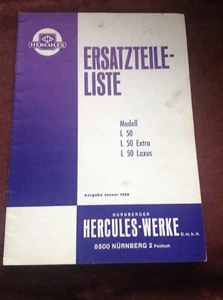 HERCULES
ERSATZTEILE-
LISTE
Modell
L 50
L 50 Extra
L 50 Luxus
Ausgabe Januar 1968
NÜRNBERGER
HERCULES-WERKE G.m.b.H.
8500 NÜRNBERG 2 Postfach